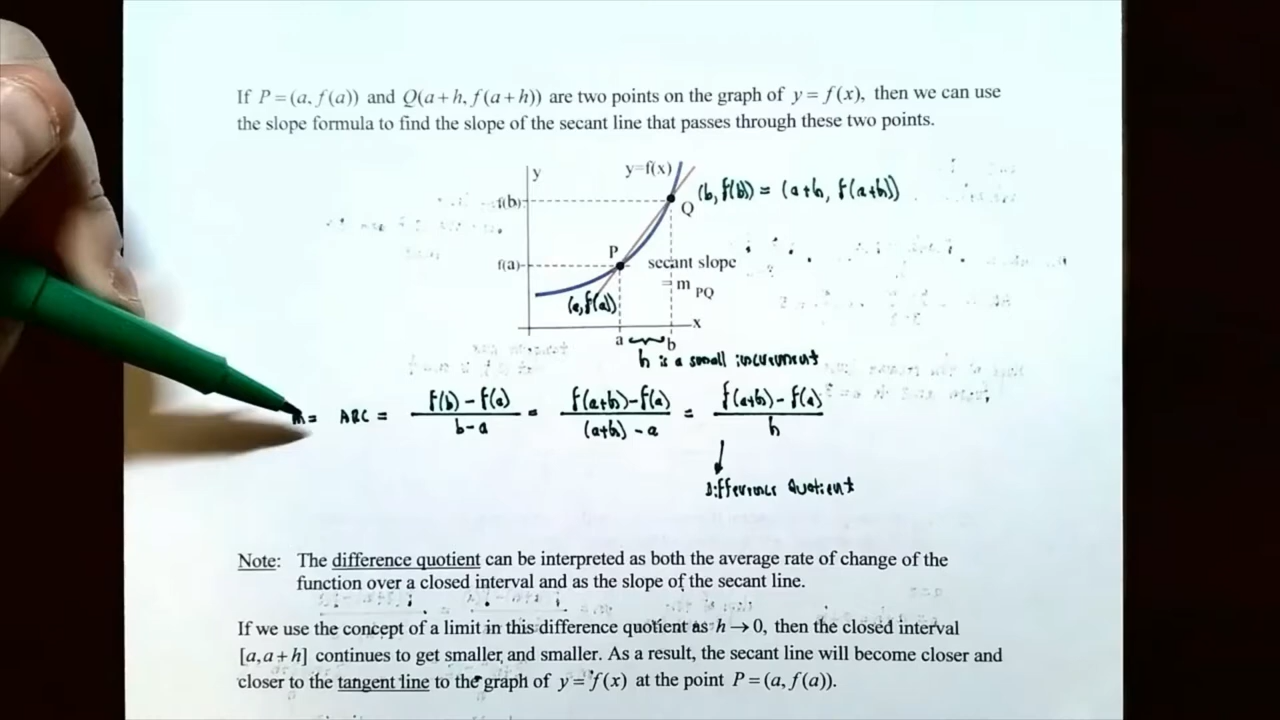 If P = (a, f(a)) and Q(a+h, f(a+h)) are two points on the graph of y = f(x), then we can use
the slope formula to find the slope of the secant line that passes through these two points.
y
y=f(x)
f(b)
Q
(b, f(b)) = (a+h, f(a+h))
P
f(a)
secant slope
= m PQ
(a, f(a))
x
a
b
h is a small increment
m = ARC = f(b) - f(a) / b - a = f(a+h) - f(a) / (a+h) - a = f(a+h) - f(a) / h
↓
Difference Quotient
Note: The difference quotient can be interpreted as both the average rate of change of the
function over a closed interval and as the slope of the secant line.
If we use the concept of a limit in this difference quotient as h → 0, then the closed interval
[a, a + h] continues to get smaller and smaller. As a result, the secant line will become closer and
closer to the tangent line to the graph of y = f(x) at the point P = (a, f(a)).